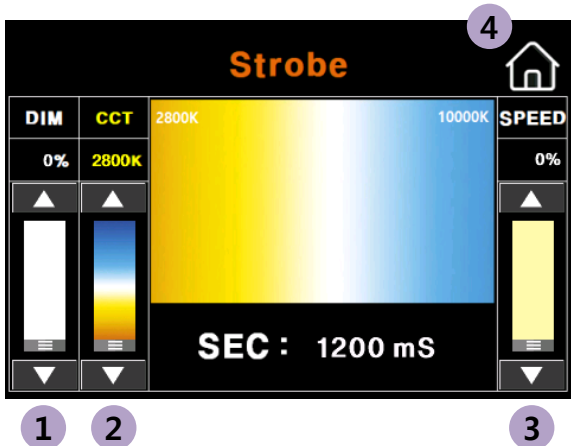 4
Strobe
DIM CCT 2800K 10000K SPEED
0% 2800K 0%
SEC : 1200 mS
1 2 3